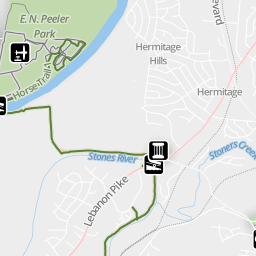 E. N. Peeler
Park
Horse Trail
Hermitage
Hills
Hermitage
Stones River
Stoners Creek
Lebanon Pike